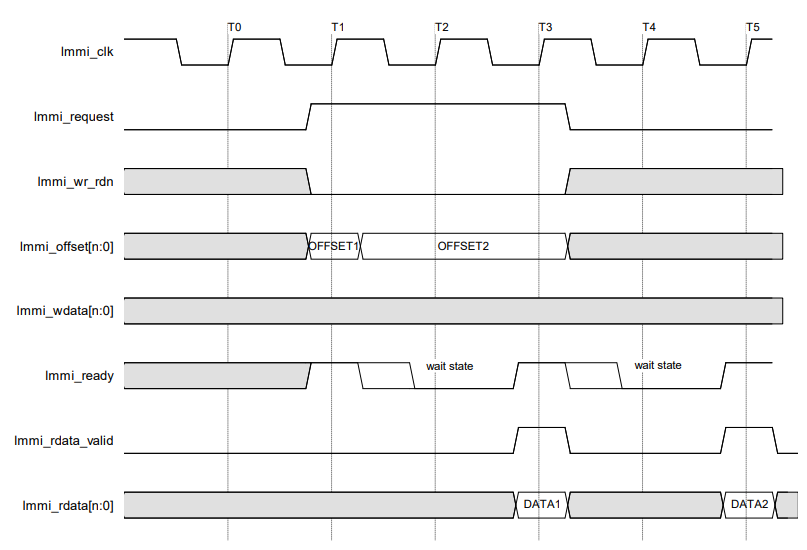 T0 T1 T2 T3 T4 T5
lmmi_clk
lmmi_request
lmmi_wr_rdn
lmmi_offset[n:0] OFFSET1 OFFSET2
lmmi_wdata[n:0]
lmmi_ready wait state wait state
lmmi_rdata_valid
lmmi_rdata[n:0] DATA1 DATA2